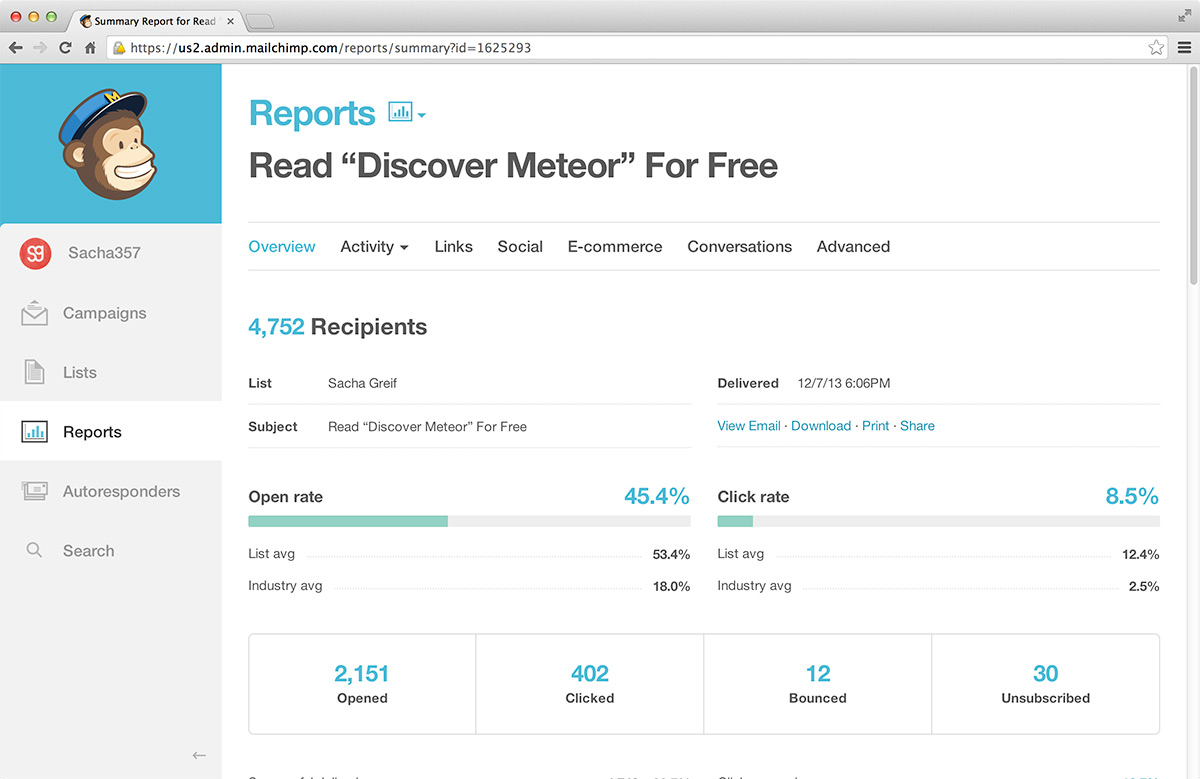 Summary Report for Read
https://us2.admin.mailchimp.com/reports/summary?id=1625293
M
sg Sacha357
Campaigns
Lists
Reports
Autoresponders
Search
←
Reports
Read “Discover Meteor” For Free
Overview Activity Links Social E-commerce Conversations Advanced
4,752 Recipients
List Sacha Greif
Subject Read “Discover Meteor” For Free
Delivered 12/7/13 6:06PM
View Email · Download · Print · Share
Open rate 45.4%
List avg 53.4%
Industry avg 18.0%
Click rate 8.5%
List avg 12.4%
Industry avg 2.5%
2,151
Opened
402
Clicked
12
Bounced
30
Unsubscribed